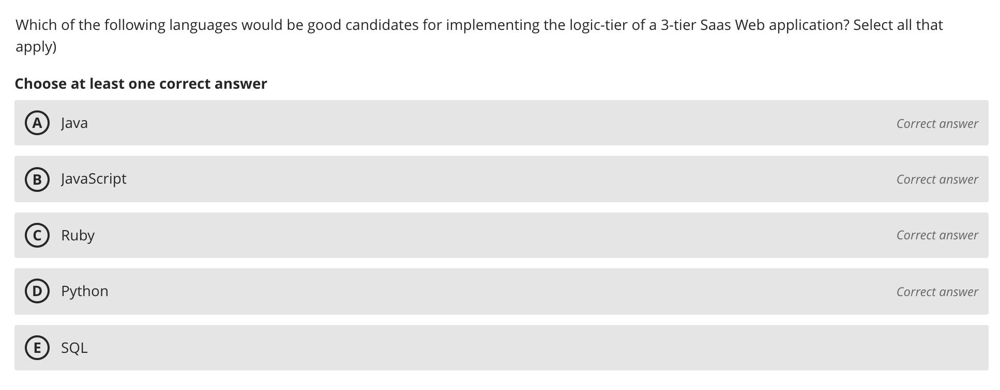 Which of the following languages would be good candidates for implementing the logic-tier of a 3-tier Saas Web application? Select all that
apply)
Choose at least one correct answer
A Java Correct answer
B JavaScript Correct answer
C Ruby Correct answer
D Python Correct answer
E SQL